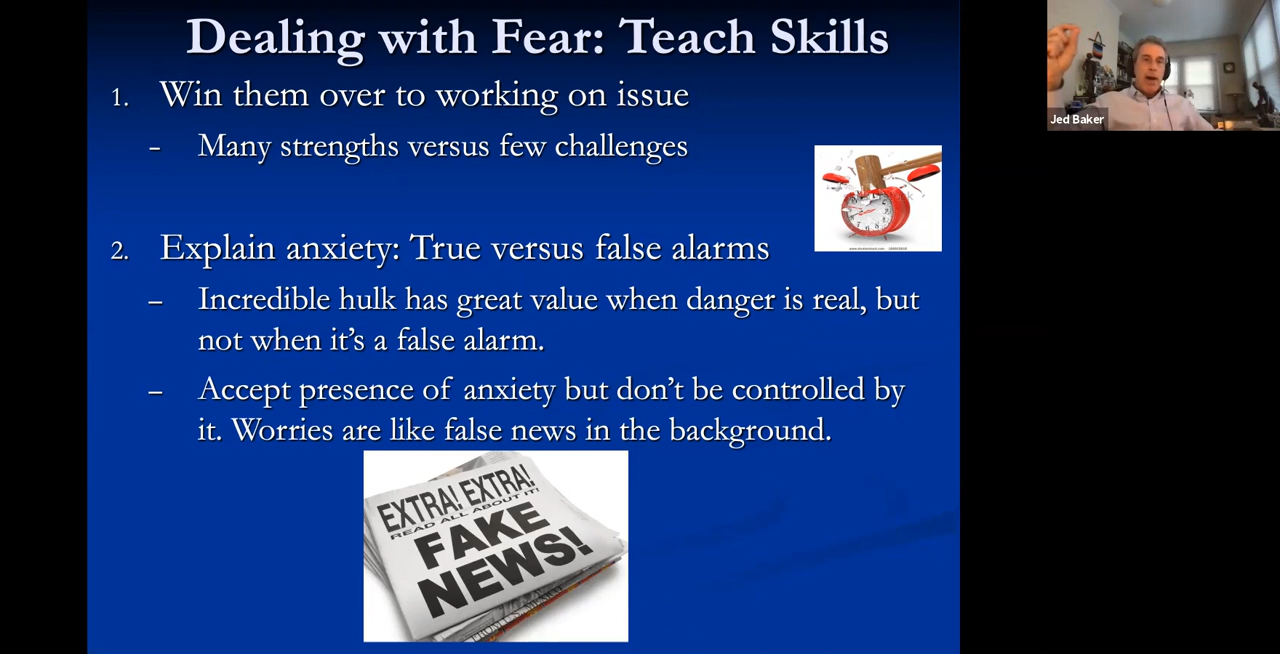 Dealing with Fear: Teach Skills
1. Win them over to working on issue
– Many strengths versus few challenges
2. Explain anxiety: True versus false alarms
– Incredible hulk has great value when danger is real, but
not when it's a false alarm.
– Accept presence of anxiety but don't be controlled by
it. Worries are like false news in the background.
EXTRA! EXTRA!
READ ALL ABOUT IT!
FAKE
NEWS!
Jed Baker